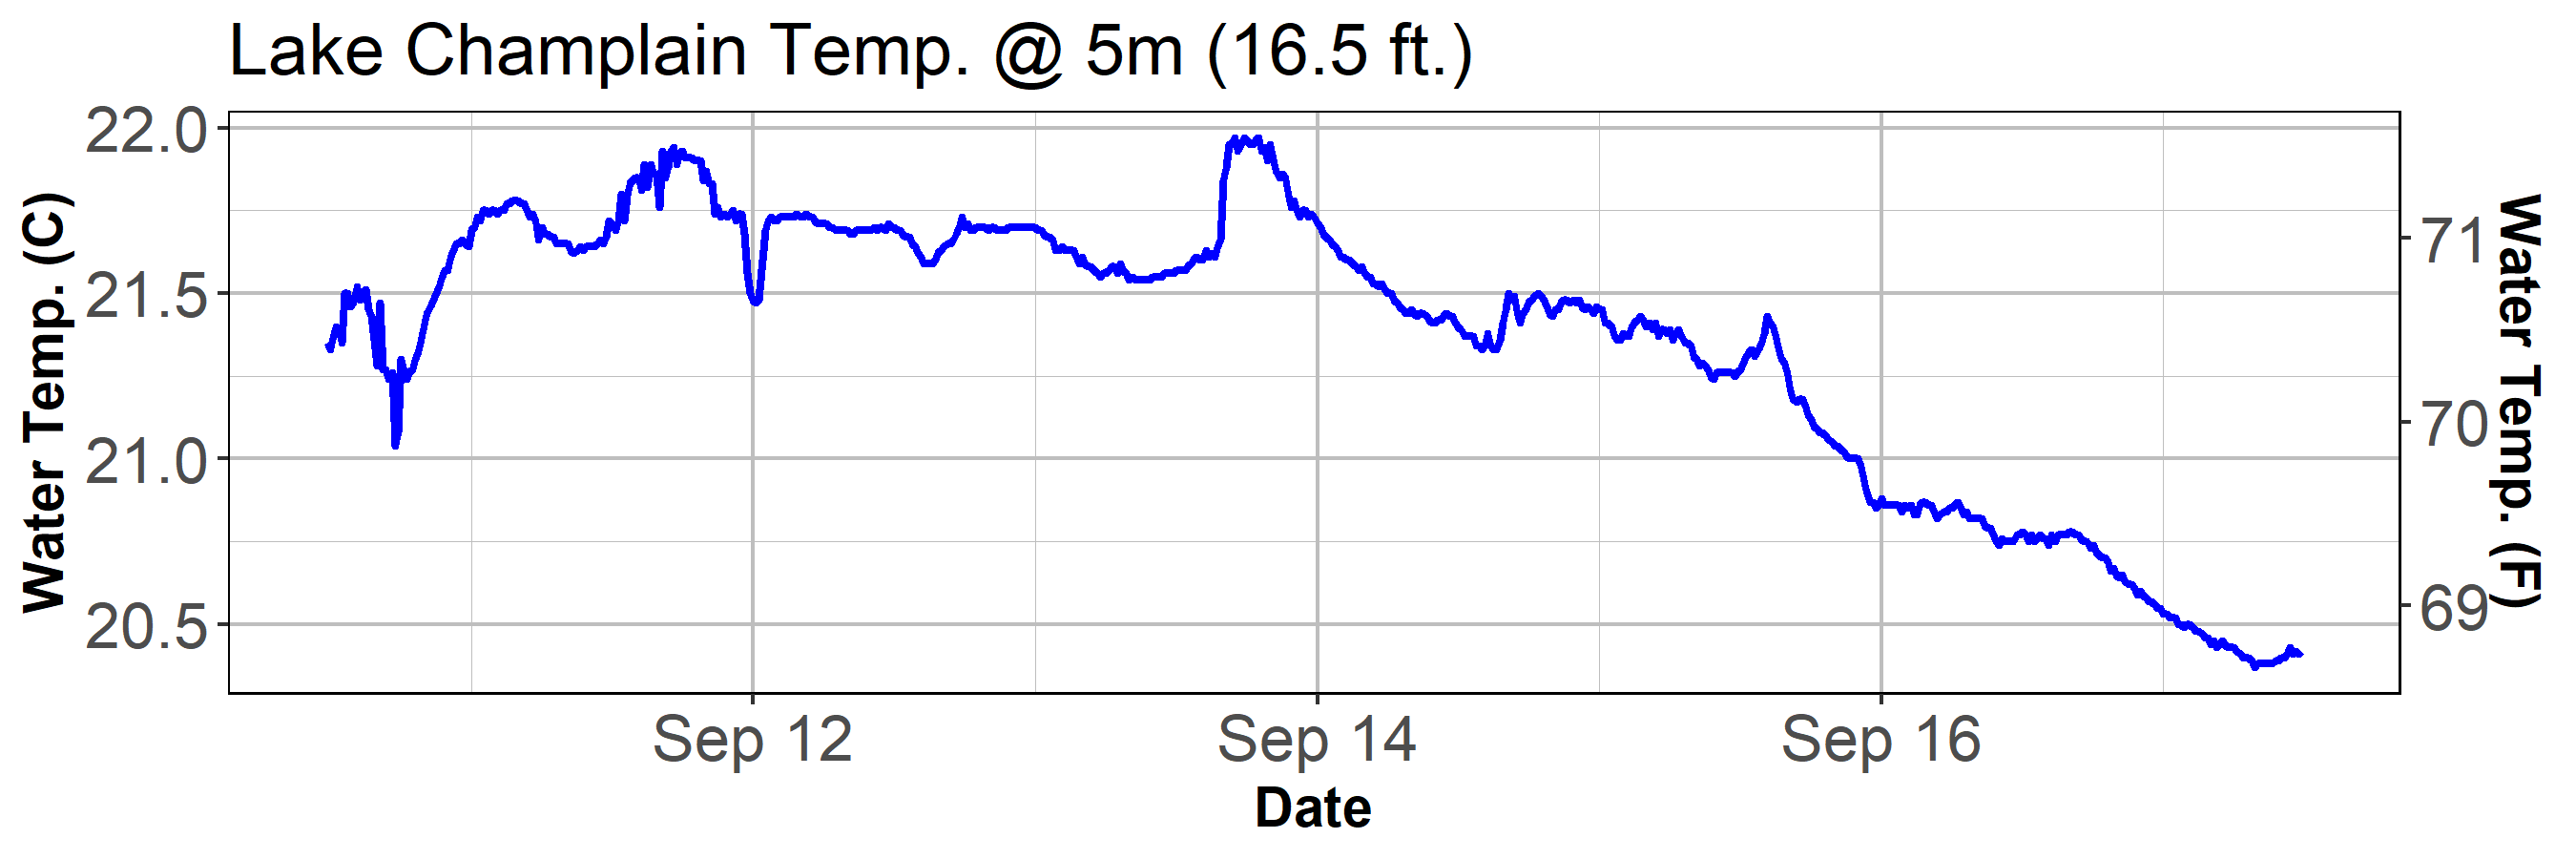 Lake Champlain Temp. @ 5m (16.5 ft.)
Water Temp. (C)
22.0
21.5
21.0
20.5
71
70
69
Water Temp. (F)
Sep 12
Sep 14
Sep 16
Date